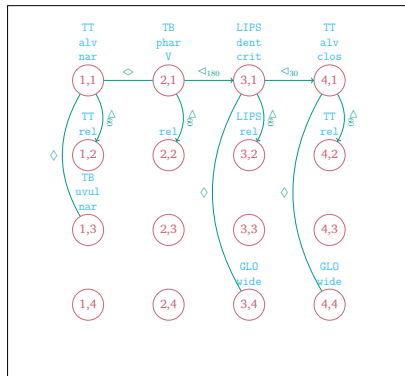 TT TB LIPS TT
alv phar dent alv
nar V crit clos
◇ ◁180 ◁30
1,1 2,1 3,1 4,1
TT LIPS TT
rel rel rel rel
1,2 2,2 3,2 4,2
◇
TB
uvul
nar
◇ ◇
1,3 2,3 3,3 4,3
GLO GLO
wide wide
1,4 2,4 3,4 4,4